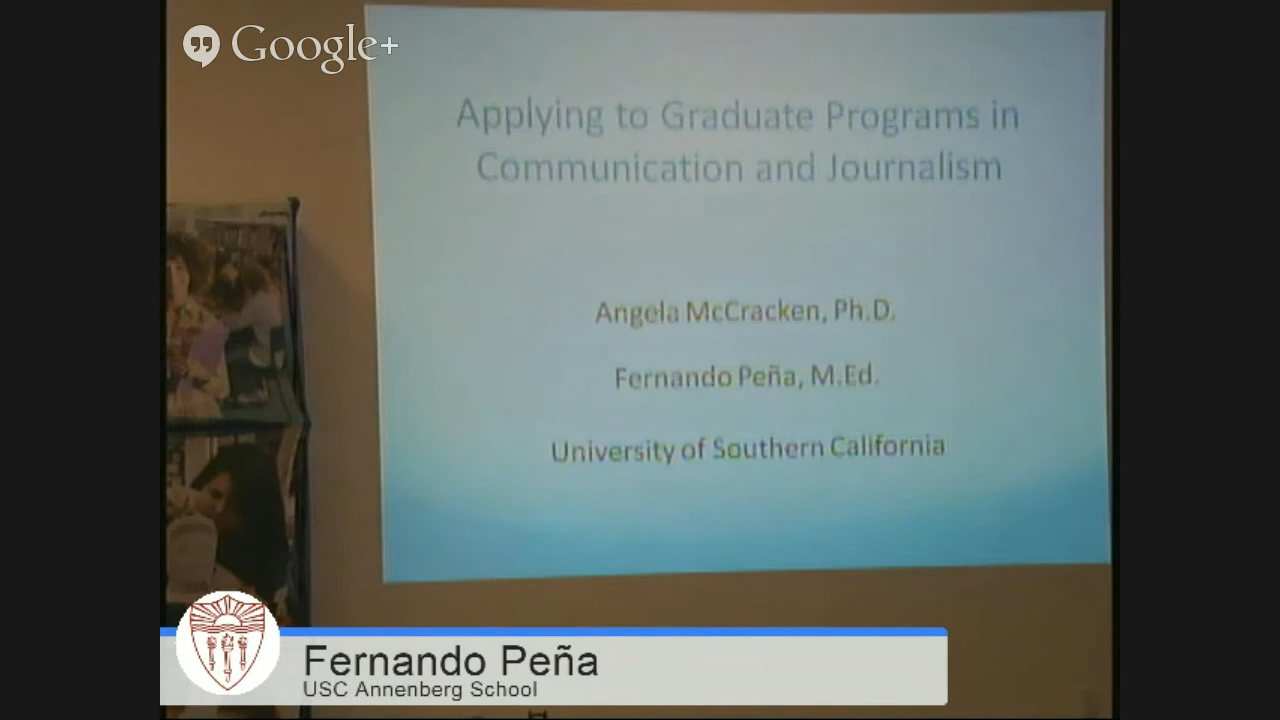 Google+
Applying to Graduate Programs in
Communication and Journalism
Angela McCracken, Ph.D.
Fernando Peña, M.Ed.
University of Southern California
Fernando Peña
USC Annenberg School